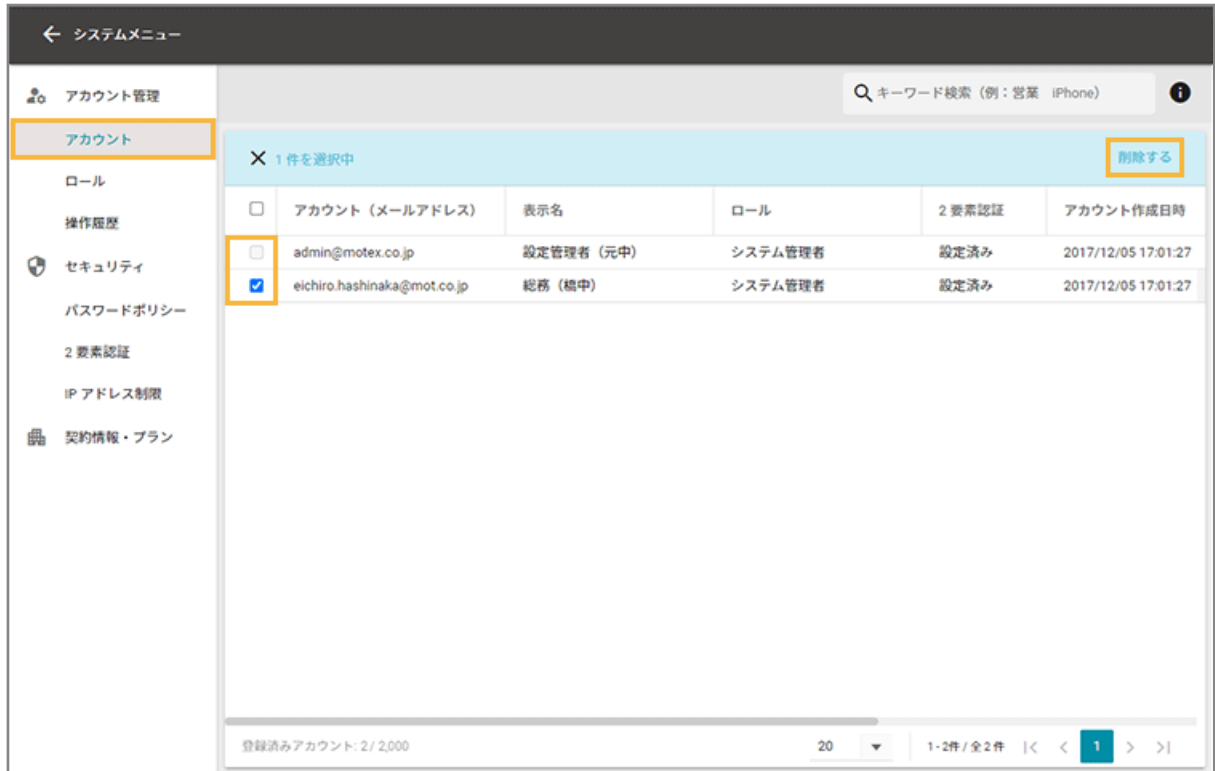 システムメニュー
アカウント管理
キーワード検索（例：営業 iPhone）
アカウント
1 件を選択中
削除する
ロール
アカウント（メールアドレス）
表示名
ロール
2 要素認証
アカウント作成日時
操作履歴
admin@motex.co.jp
設定管理者（元中）
システム管理者
設定済み
2017/12/05 17:01:27
セキュリティ
eichiro.hashinaka@mot.co.jp
総務（橋中）
システム管理者
設定済み
2017/12/05 17:01:27
パスワードポリシー
2 要素認証
IP アドレス制限
契約情報・プラン
登録済みアカウント: 2 / 2,000
20
1 - 2件 / 全 2 件
1